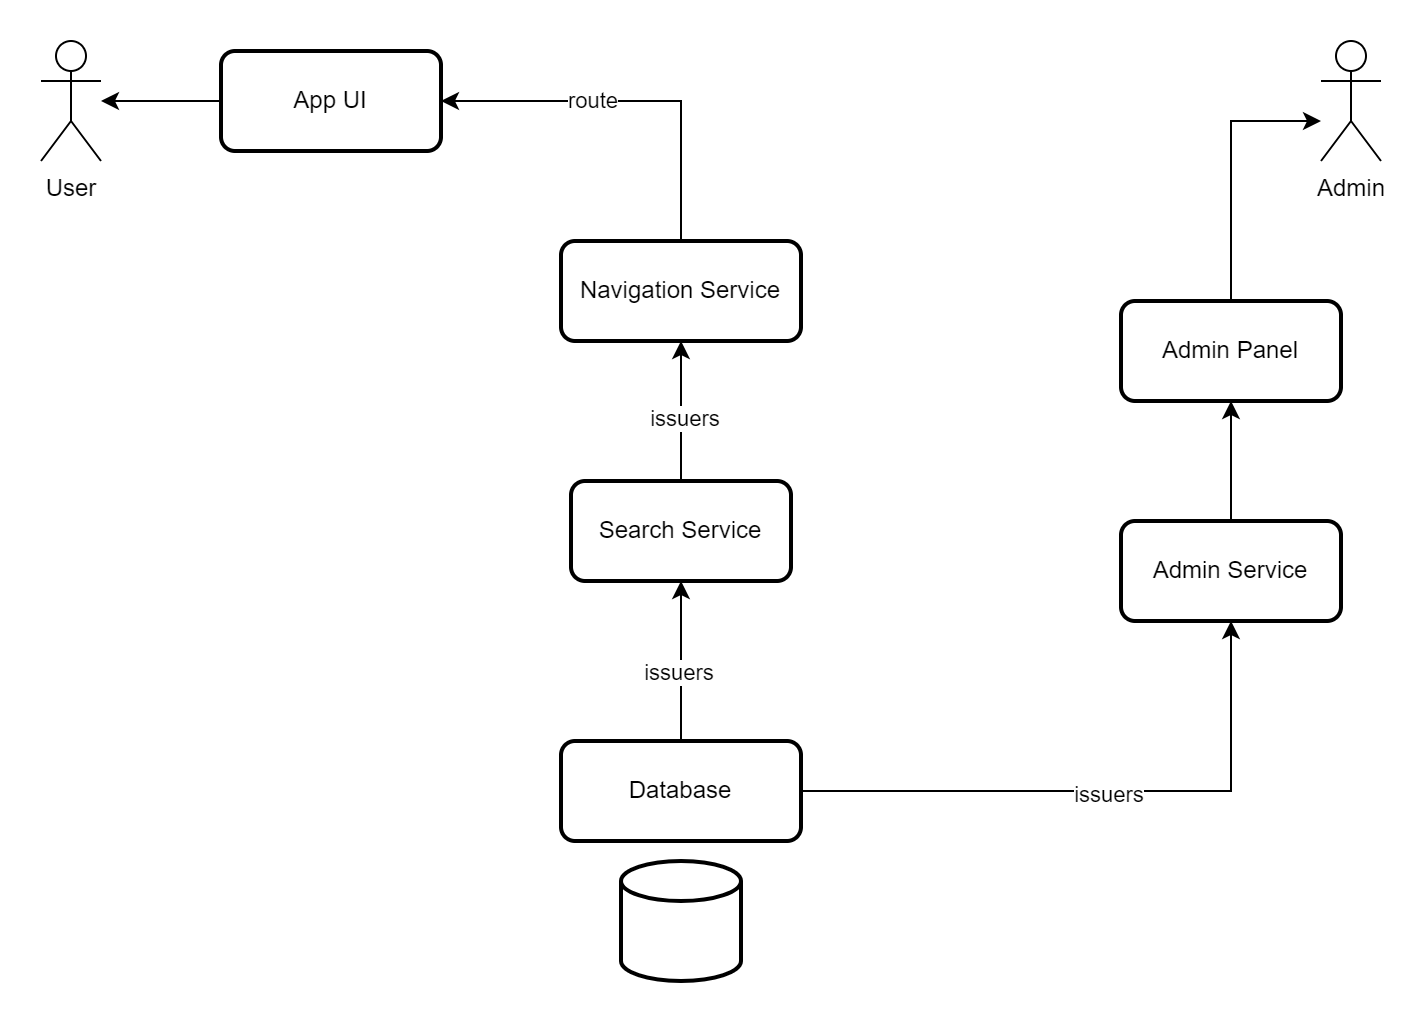 App UI
route
User
Admin
Navigation Service
Admin Panel
issuers
Search Service
Admin Service
issuers
Database
issuers